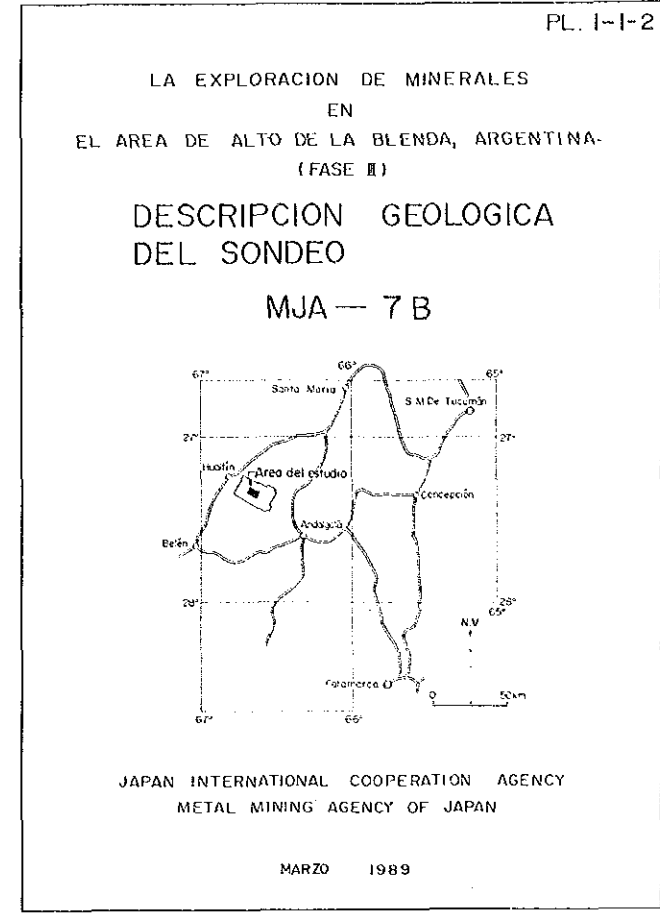 PL. I-I-2
LA EXPLORACION DE MINERALES
EN
EL AREA DE ALTO DE LA BLENDA, ARGENTINA-
(FASE III)
DESCRIPCION GEOLOGICA
DEL SONDEO
MJA — 7B
67° 66° 65°
Santa Maria
S.M.De Tucumán
27° 27°
Hualfín
Area del estudio
Concepción
Andalgalá
Belén
28° 28°
65°
N.V
Catamarca
0 50km
67° 66°
JAPAN INTERNATIONAL COOPERATION AGENCY
METAL MINING AGENCY OF JAPAN
MARZO 1989